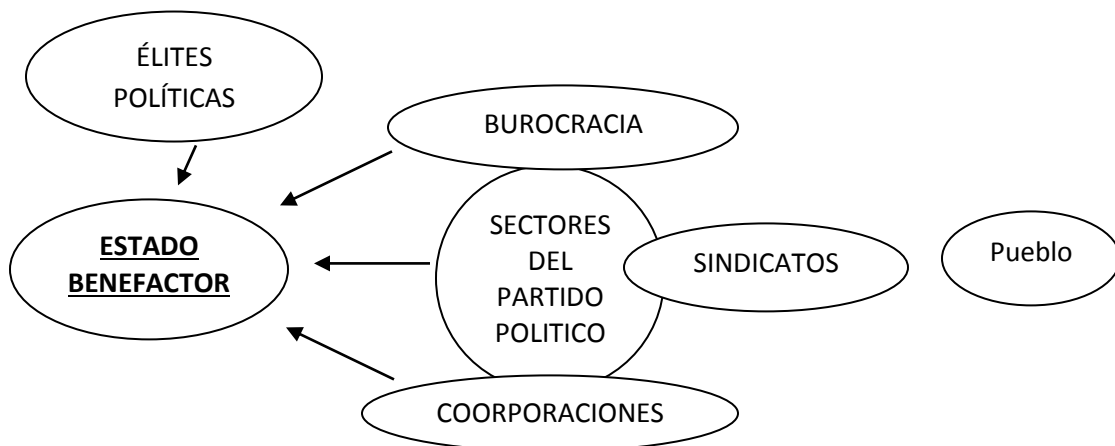 ÉLITES
POLÍTICAS
BUROCRACIA
ESTADO
BENEFACTOR
SECTORES
DEL
PARTIDO
POLITICO
SINDICATOS
Pueblo
COORPORACIONES